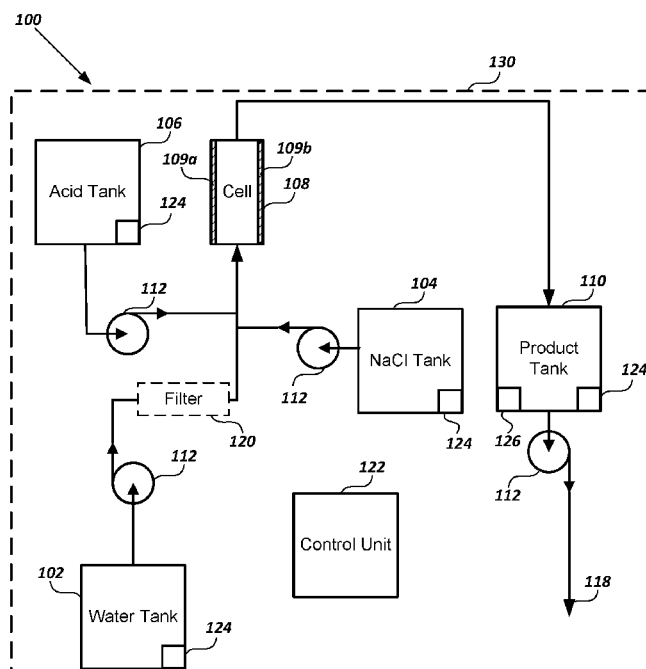 100
130
106
109a
109b
Acid Tank
Cell
108
124
112
104
110
NaCl Tank
Product
Tank
112
Filter
124
124
120
126
112
112
122
Control Unit
102
118
Water Tank
124